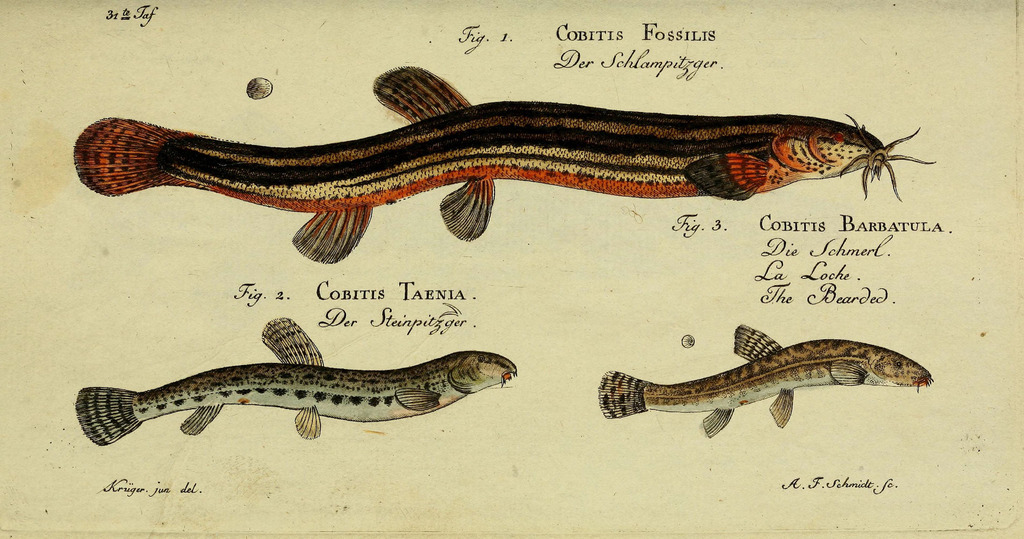 31te Taf
Fig. 1. COBITIS FOSSILIS
Der Schlampitzger.
Fig. 3. COBITIS BARBATULA.
Die Schmerl.
La Loche.
The Bearded.
Fig. 2. COBITIS TAENIA.
Der Steinpitzger.
Krüger. jun del.
A. F. Schmidt. sc.